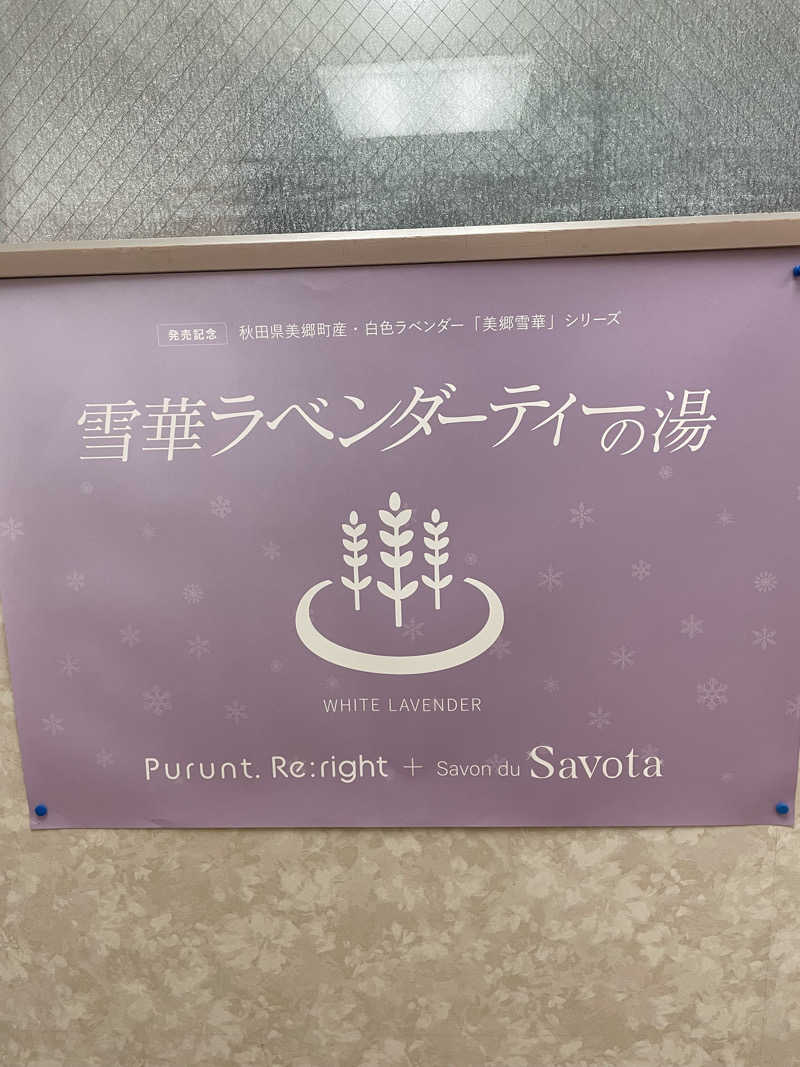 発売記念 秋田県美郷町産・白色ラベンダー「美郷雪華」シリーズ
雪華ラベンダーティーの湯
WHITE LAVENDER
Purunt. Re:right + Savon du Savota